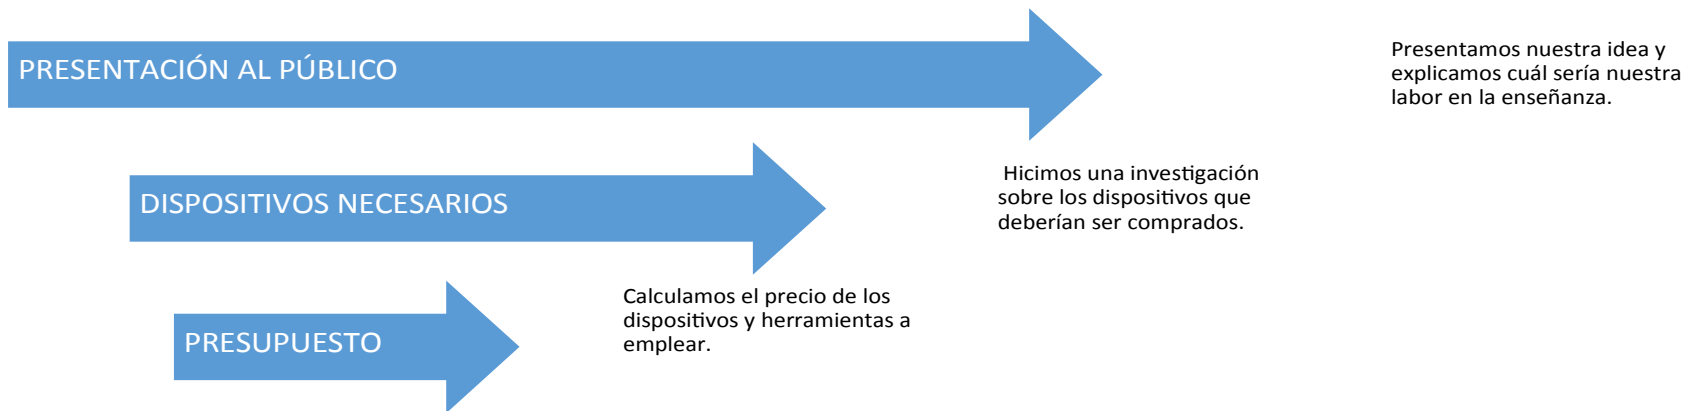 PRESENTACIÓN AL PÚBLICO
Presentamos nuestra idea y
explicamos cuál sería nuestra
labor en la enseñanza.
DISPOSITIVOS NECESARIOS
Hicimos una investigación
sobre los dispositivos que
deberían ser comprados.
PRESUPUESTO
Calculamos el precio de los
dispositivos y herramientas a
emplear.